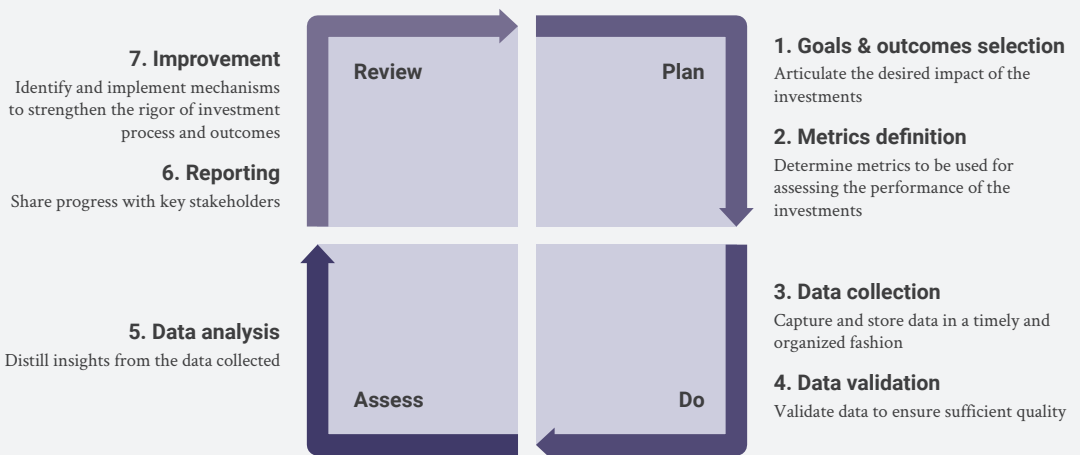 7. Improvement
Identify and implement mechanisms
to strengthen the rigor of investment
process and outcomes
6. Reporting
Share progress with key stakeholders
Review
Plan
1. Goals & outcomes selection
Articulate the desired impact of the
investments
2. Metrics definition
Determine metrics to be used for
assessing the performance of the
investments
5. Data analysis
Distill insights from the data collected
Assess
Do
3. Data collection
Capture and store data in a timely and
organized fashion
4. Data validation
Validate data to ensure sufficient quality